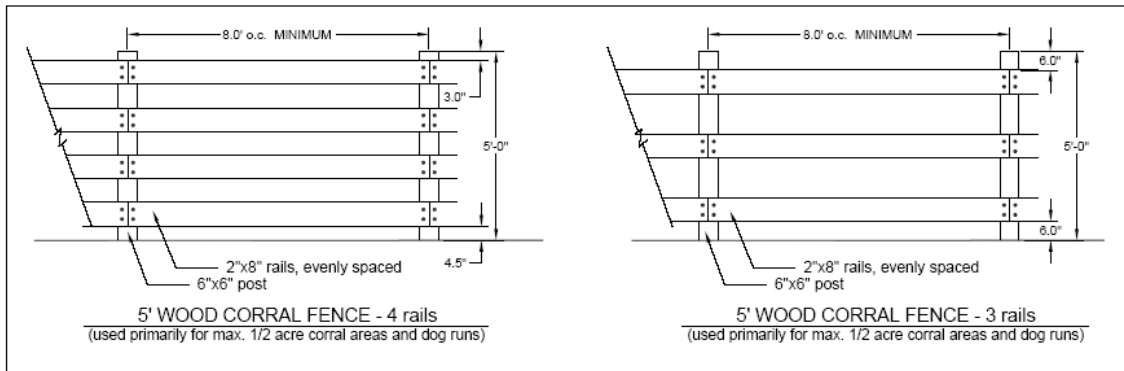 8.0' o.c. MINIMUM
3.0"
5'-0"
4.5"
2"x8" rails, evenly spaced
6"x6" post
5' WOOD CORRAL FENCE - 4 rails
(used primarily for max. 1/2 acre corral areas and dog runs)
8.0' o.c. MINIMUM
6.0"
5'-0"
6.0"
2"x8" rails, evenly spaced
6"x6" post
5' WOOD CORRAL FENCE - 3 rails
(used primarily for max. 1/2 acre corral areas and dog runs)